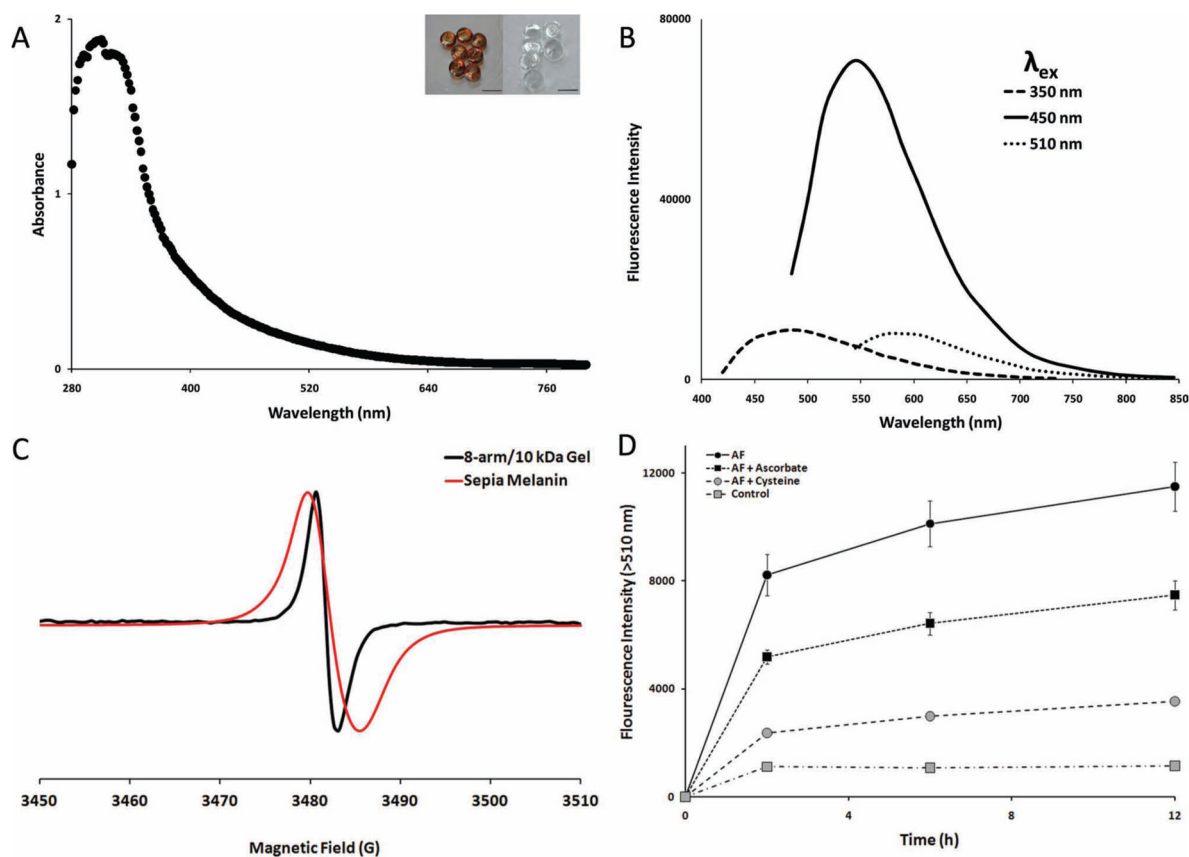 A
2
1
0
Absorbance
280
400
520
640
760
Wavelength (nm)
B
80000
40000
0
Fluorescence Intensity
λex
350 nm
450 nm
510 nm
400
450
500
550
600
650
700
750
800
850
Wavelength (nm)
C
8-arm/10 kDa Gel
Sepia Melanin
3450
3460
3470
3480
3490
3500
3510
Magnetic Field (G)
D
AF
AF + Ascorbate
AF + Cysteine
Control
12000
8000
4000
0
Flourescence Intensity (>510 nm)
0
4
8
12
Time (h)